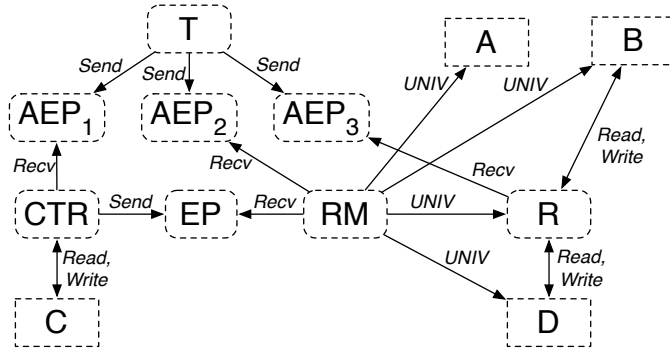 T
A
B
Send
Send
Send
UNIV
UNIV
AEP1
AEP2
AEP3
Read,
Write
Recv
Recv
Recv
CTR
Send
EP
Recv
RM
UNIV
R
Read,
Write
UNIV
Read,
Write
C
D